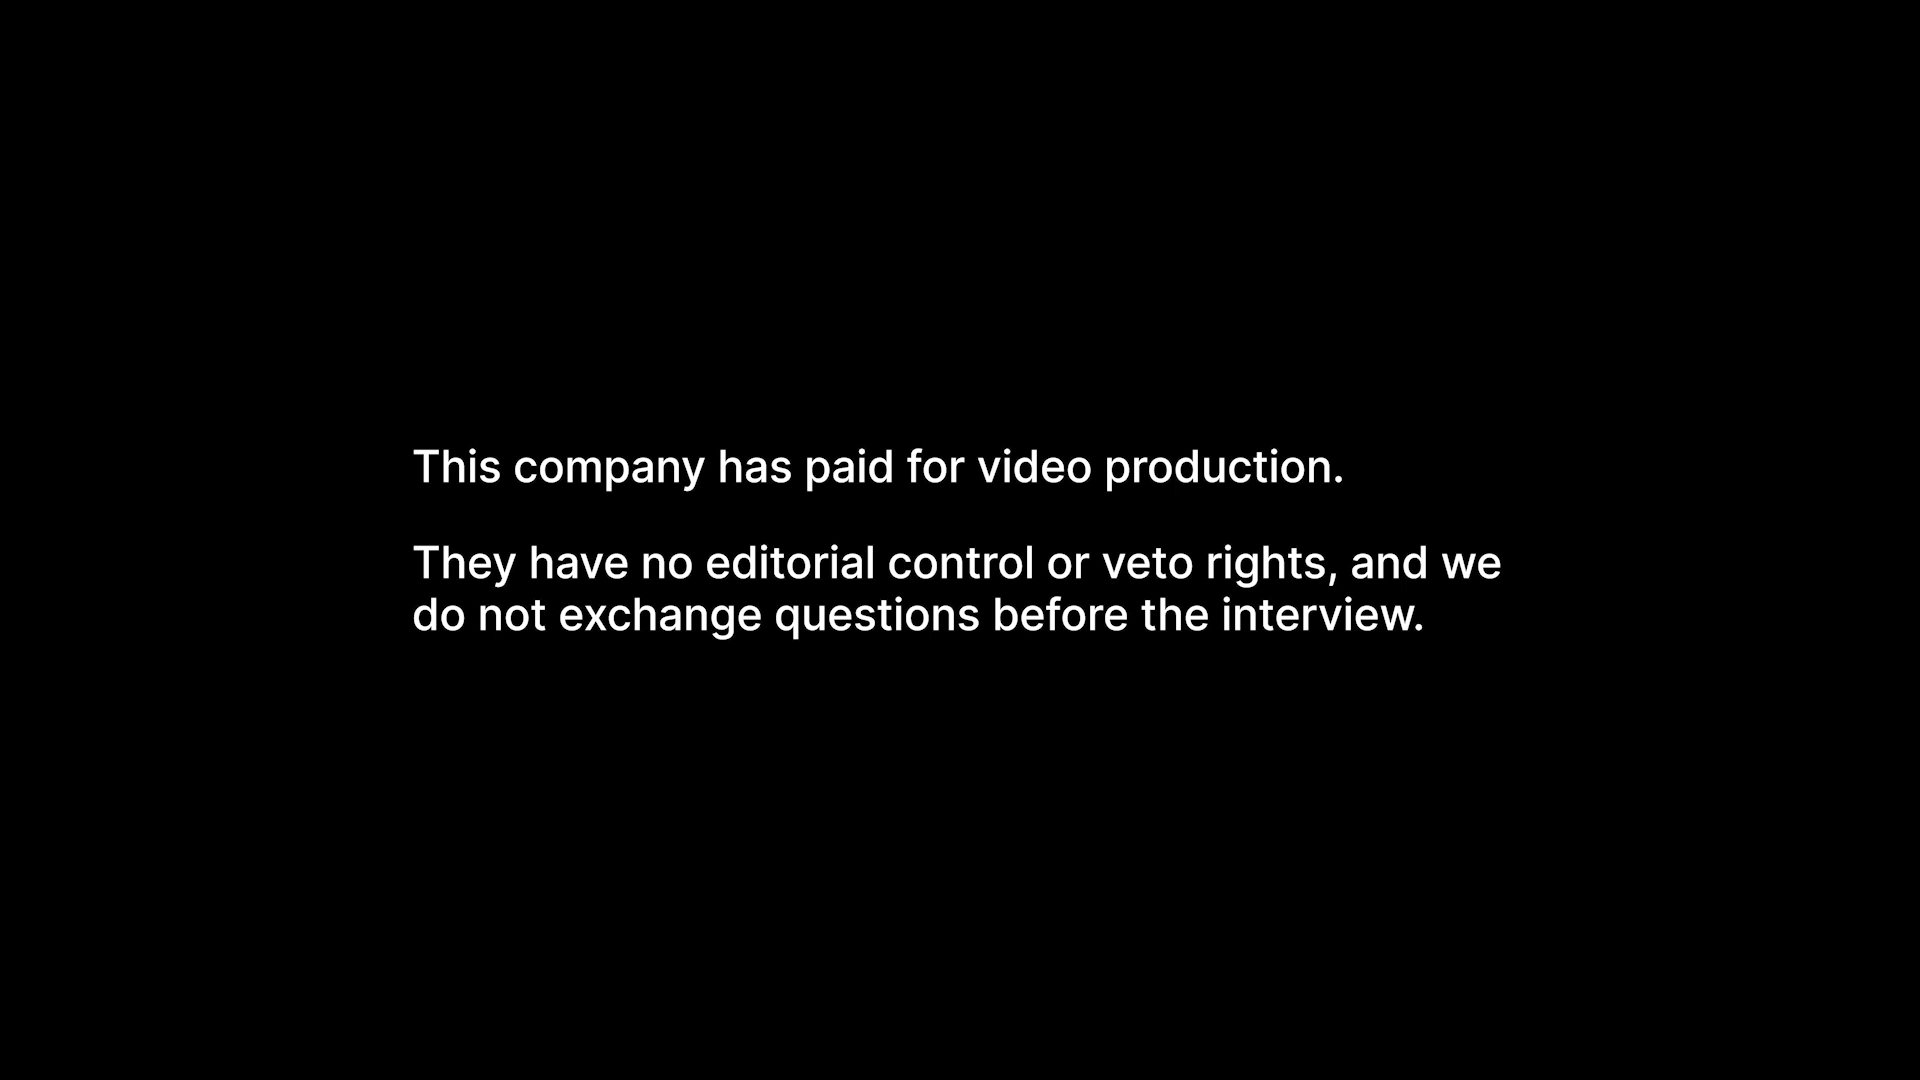 This company has paid for video production.
They have no editorial control or veto rights, and we
do not exchange questions before the interview.